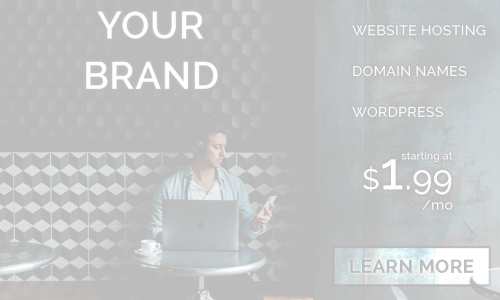 YOUR
BRAND
WEBSITE HOSTING
DOMAIN NAMES
WORDPRESS
starting at
$1.99
/mo
LEARN MORE